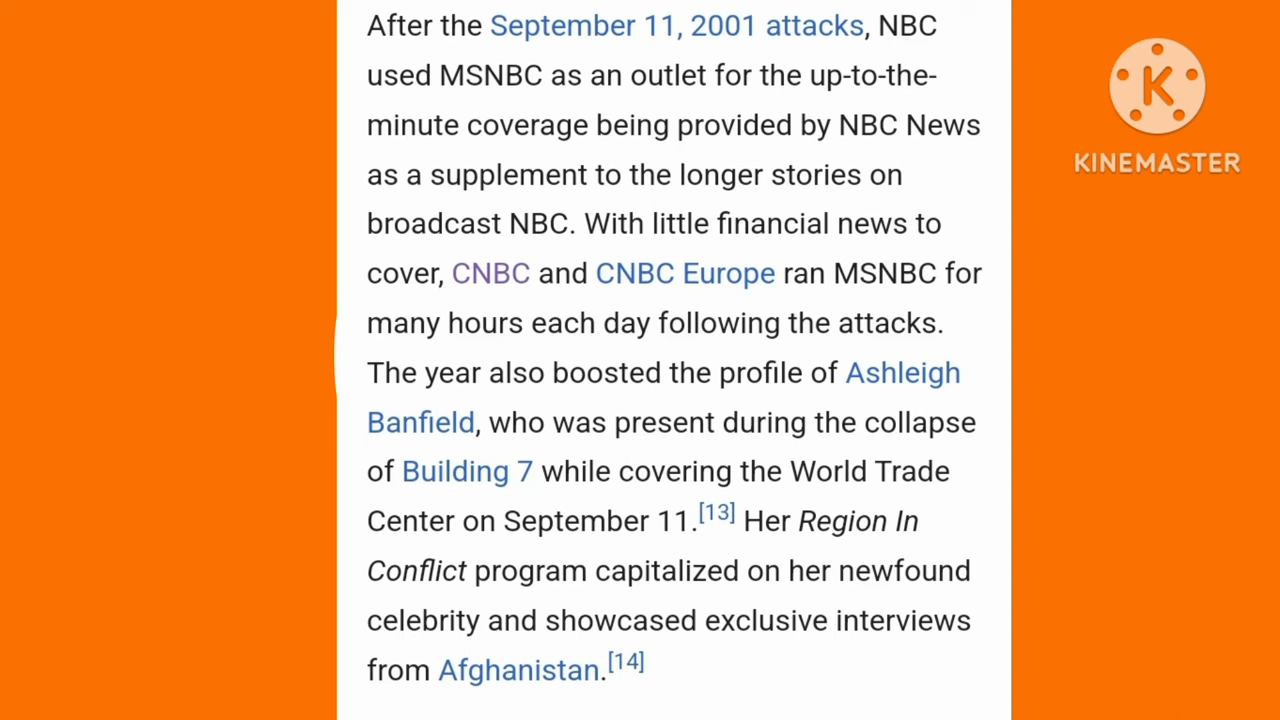 After the September 11, 2001 attacks, NBC
used MSNBC as an outlet for the up-to-the-
minute coverage being provided by NBC News
as a supplement to the longer stories on
broadcast NBC. With little financial news to
cover, CNBC and CNBC Europe ran MSNBC for
many hours each day following the attacks.
The year also boosted the profile of Ashleigh
Banfield, who was present during the collapse
of Building 7 while covering the World Trade
Center on September 11.[13] Her Region In
Conflict program capitalized on her newfound
celebrity and showcased exclusive interviews
from Afghanistan.[14]
K
KINEMASTER